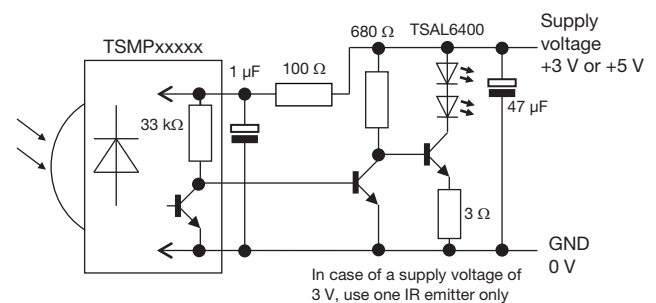 TSMPxxxxx
1 µF
100 Ω
680 Ω
TSAL6400
Supply
voltage
+3 V or +5 V
33 kΩ
47 µF
3 Ω
GND
0 V
In case of a supply voltage of
3 V, use one IR emitter only